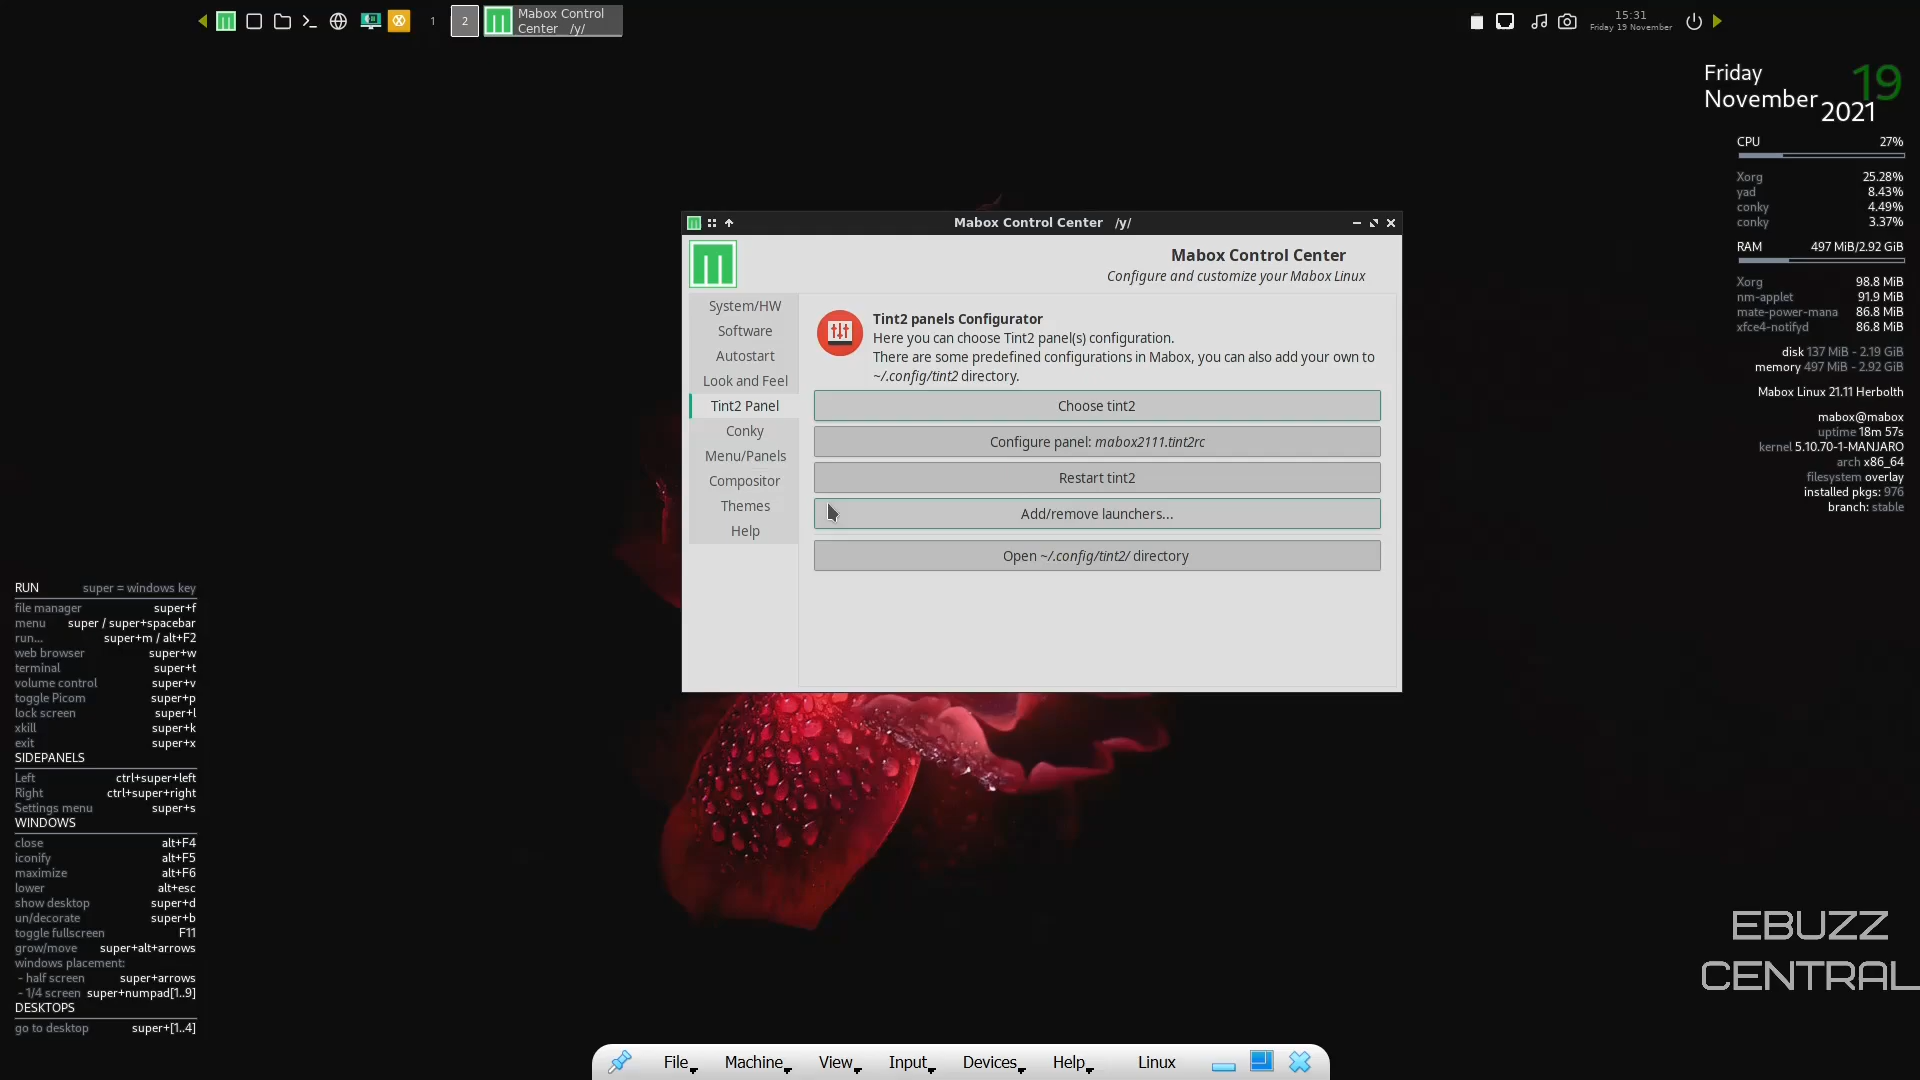 1
2
Mabox Control
Center /y/
15:31
Friday 19 November
Friday
19
November
2021
CPU 27%
Xorg 25.28%
yad 8.43%
conky 4.49%
conky 3.37%
RAM 497 MiB/2.92 GiB
Xorg 98.8 MiB
nm-applet 91.9 MiB
mate-power-mana 86.8 MiB
xfce4-notifyd 86.8 MiB
disk 137 MiB - 2.19 GiB
memory 497 MiB - 2.92 GiB
Mabox Linux 21.11 Herbolth
mabox@mabox
uptime 18m 57s
kernel 5.10.70-1-MANJARO
arch x86_64
filesystem overlay
installed pkgs: 976
branch: stable
Mabox Control Center /y/
Mabox Control Center
Configure and customize your Mabox Linux
System/HW
Software
Autostart
Look and Feel
Tint2 Panel
Conky
Menu/Panels
Compositor
Themes
Help
Tint2 panels Configurator
Here you can choose Tint2 panel(s) configuration.
There are some predefined configurations in Mabox, you can also add your own to
~/.config/tint2 directory.
Choose tint2
Configure panel: mabox2111.tint2rc
Restart tint2
Add/remove launchers...
Open ~/.config/tint2/ directory
RUN super = windows key
file manager super+f
menu super / super+spacebar
run... super+m / alt+F2
web browser super+w
terminal super+t
volume control super+v
toggle Picom super+p
lock screen super+l
xkill super+k
exit super+x
SIDEPANELS
Left ctrl+super+left
Right ctrl+super+right
Settings menu super+s
WINDOWS
close alt+F4
iconify alt+F5
maximize alt+F6
lower alt+esc
show desktop super+d
un/decorate super+b
toggle fullscreen F11
grow/move super+alt+arrows
windows placement:
- half screen super+arrows
- 1/4 screen super+numpad[1..9]
DESKTOPS
go to desktop super+[1..4]
EBUZZ
CENTRAL
File Machine View Input Devices Help Linux